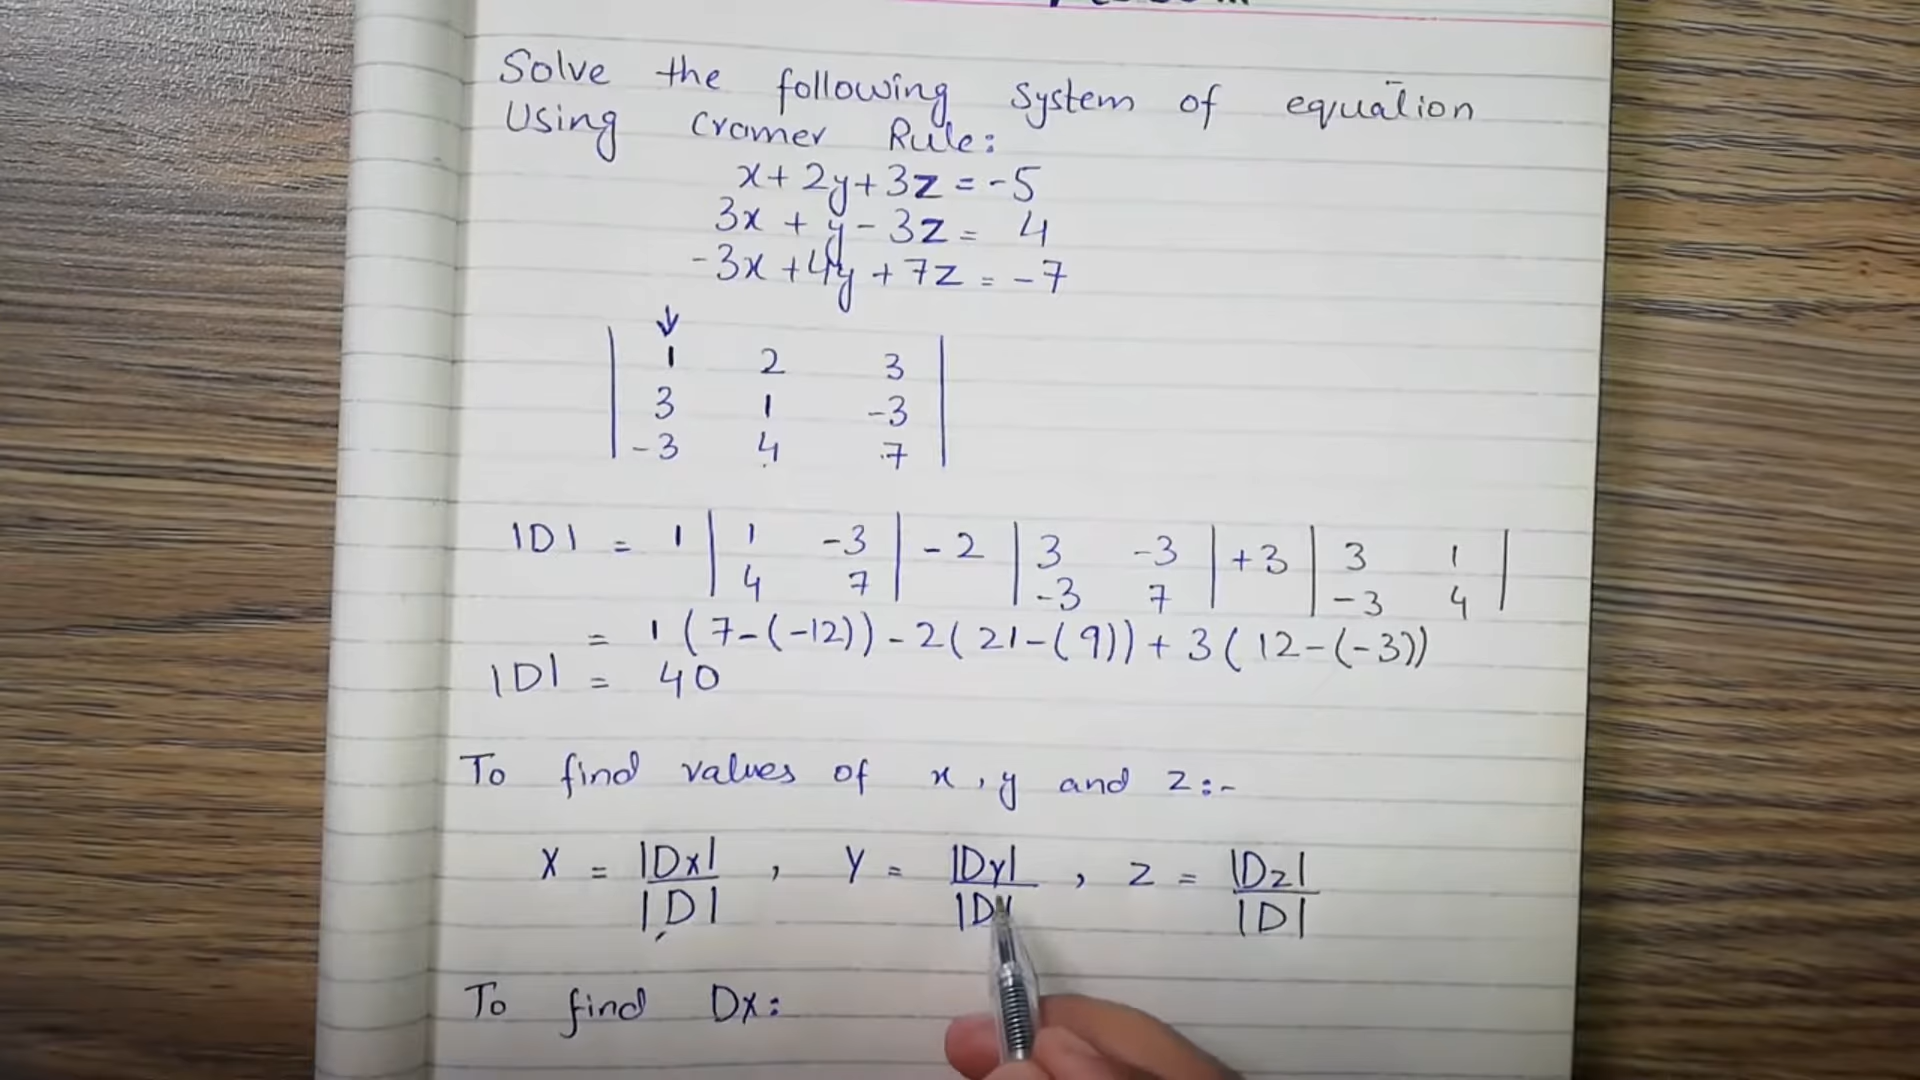 Solve the following system of equation
Using Cramer Rule:
x + 2y + 3z = -5
3x + y - 3z = 4
-3x + 4y + 7z = -7
↓
| 1 2 3 |
| 3 1 -3 |
| -3 4 7 |
|D| = 1 | 1 -3 | - 2 | 3 -3 | + 3 | 3 1 |
| 4 7 | | -3 7 | | -3 4 |
= 1 (7-(-12)) - 2(21-(9)) + 3(12-(-3))
|D| = 40
To find values of x, y and z:-
X = |Dx| / |D| , Y = |Dy| / |D| , Z = |Dz| / |D|
To find Dx: